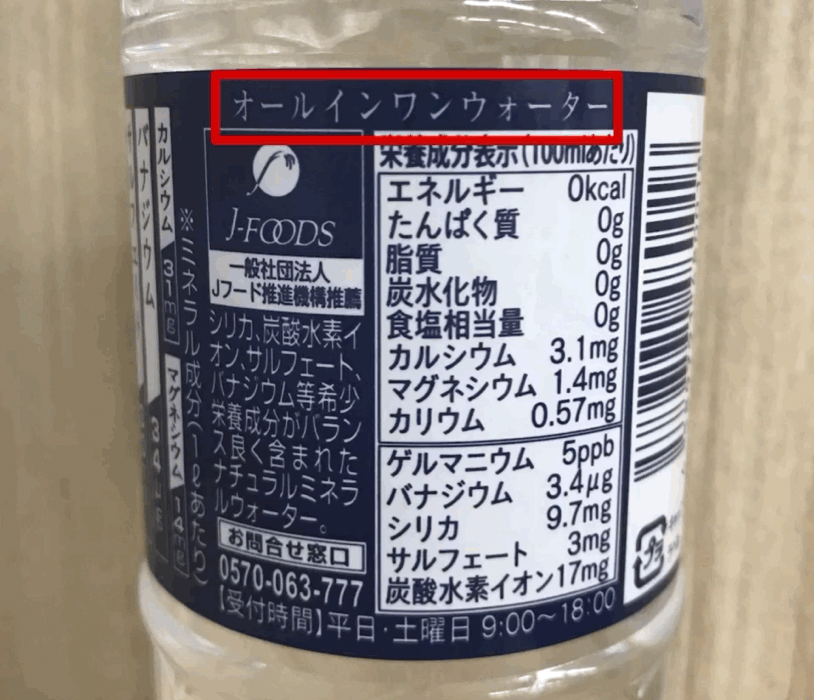 オールインワンウォーター
J-FOODS
一般社団法人
Jフード推進機構推薦
シリカ、炭酸水素イ
オン、サルフェート、
バナジウム等希少
栄養成分がバラン
ス良く含まれた
ナチュラルミネラ
ルウォーター。
お問合せ窓口
0570-063-777
【受付時間】平日・土曜日 9:00〜18:00
栄養成分表示(100mlあたり)
エネルギー 0kcal
たんぱく質 0g
脂質 0g
炭水化物 0g
食塩相当量 0g
カルシウム 3.1mg
マグネシウム 1.4mg
カリウム 0.57mg
ゲルマニウム 5ppb
バナジウム 3.4μg
シリカ 9.7mg
サルフェート 3mg
炭酸水素イオン17mg
※ミネラル成分(1ℓあたり)
カルシウム 31mg
マグネシウム 14mg
バナジウム 34μg
プラ